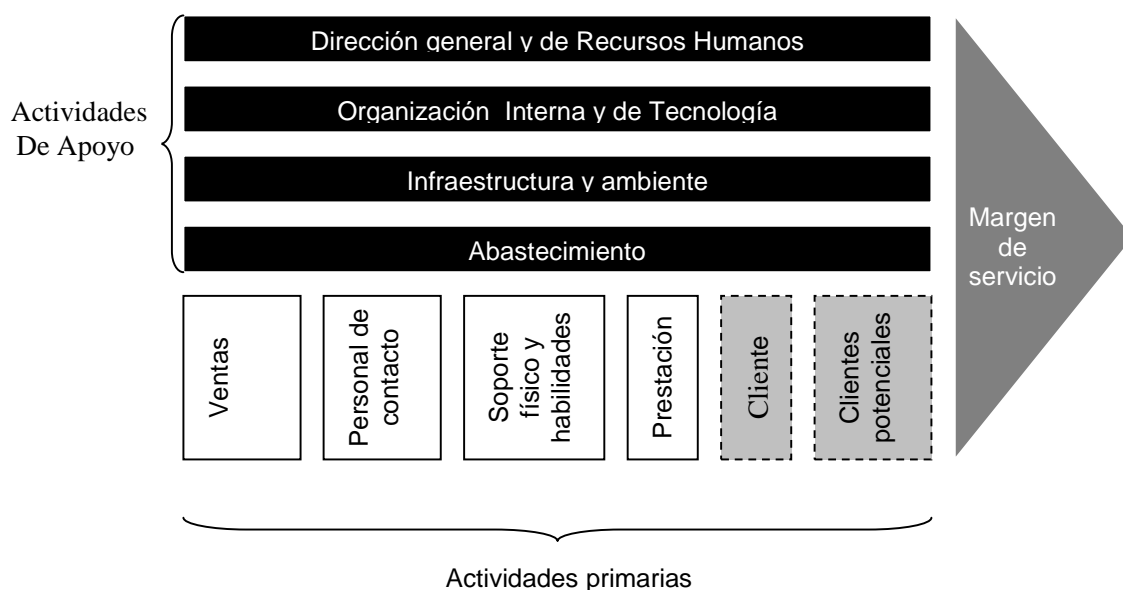 Dirección general y de Recursos Humanos
Actividades
De Apoyo
Organización Interna y de Tecnología
Infraestructura y ambiente
Abastecimiento
Margen
de
servicio
Ventas
Personal de
contacto
Soporte
físico y
habilidades
Prestación
Cliente
Clientes
potenciales
Actividades primarias